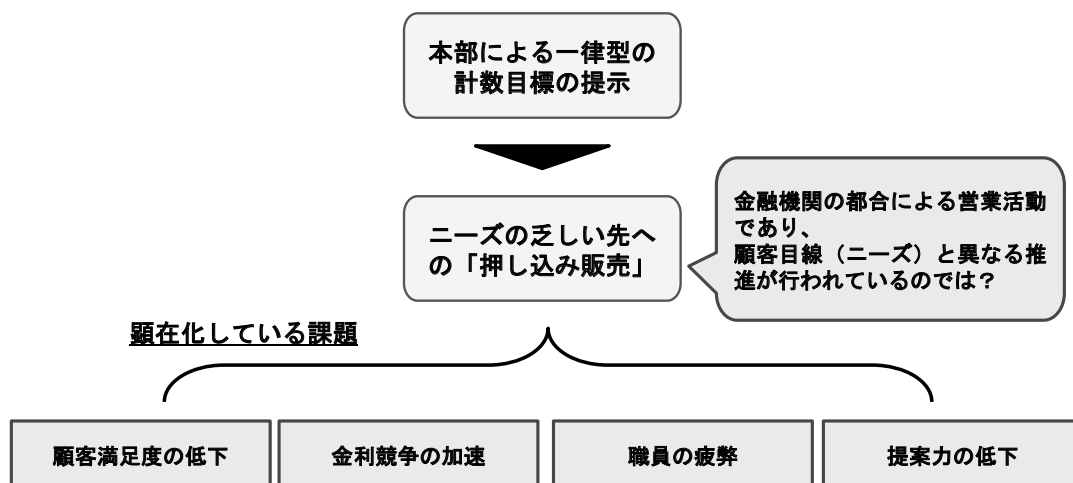 本部による一律型の
計数目標の提示
ニーズの乏しい先へ
の「押し込み販売」
金融機関の都合による営業活動
であり、
顧客目線（ニーズ）と異なる推
進が行われているのでは？
顕在化している課題
顧客満足度の低下
金利競争の加速
職員の疲弊
提案力の低下